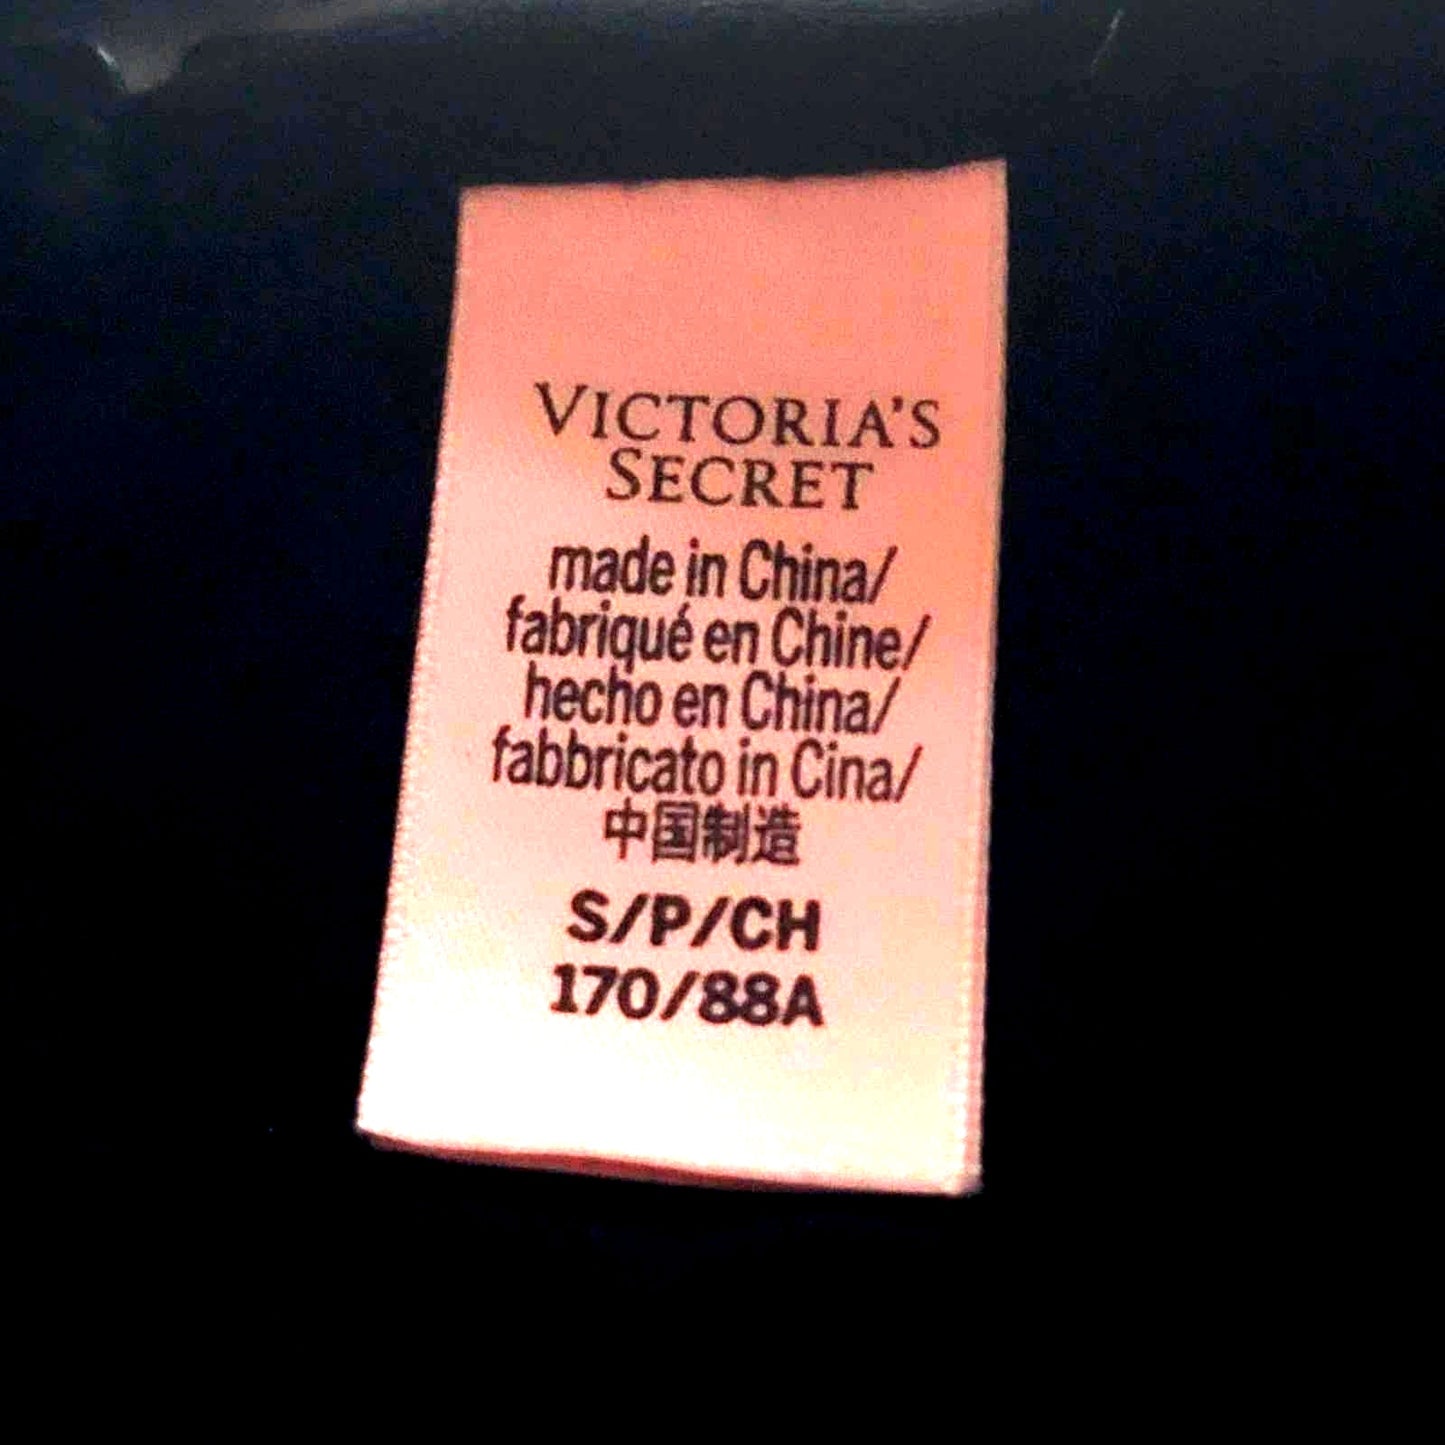 VICTORIA'S
SECRET
made in China/
fabriqué en Chine/
hecho en China/
fabbricato in Cina/
中国制造
S/P/CH
170/88A